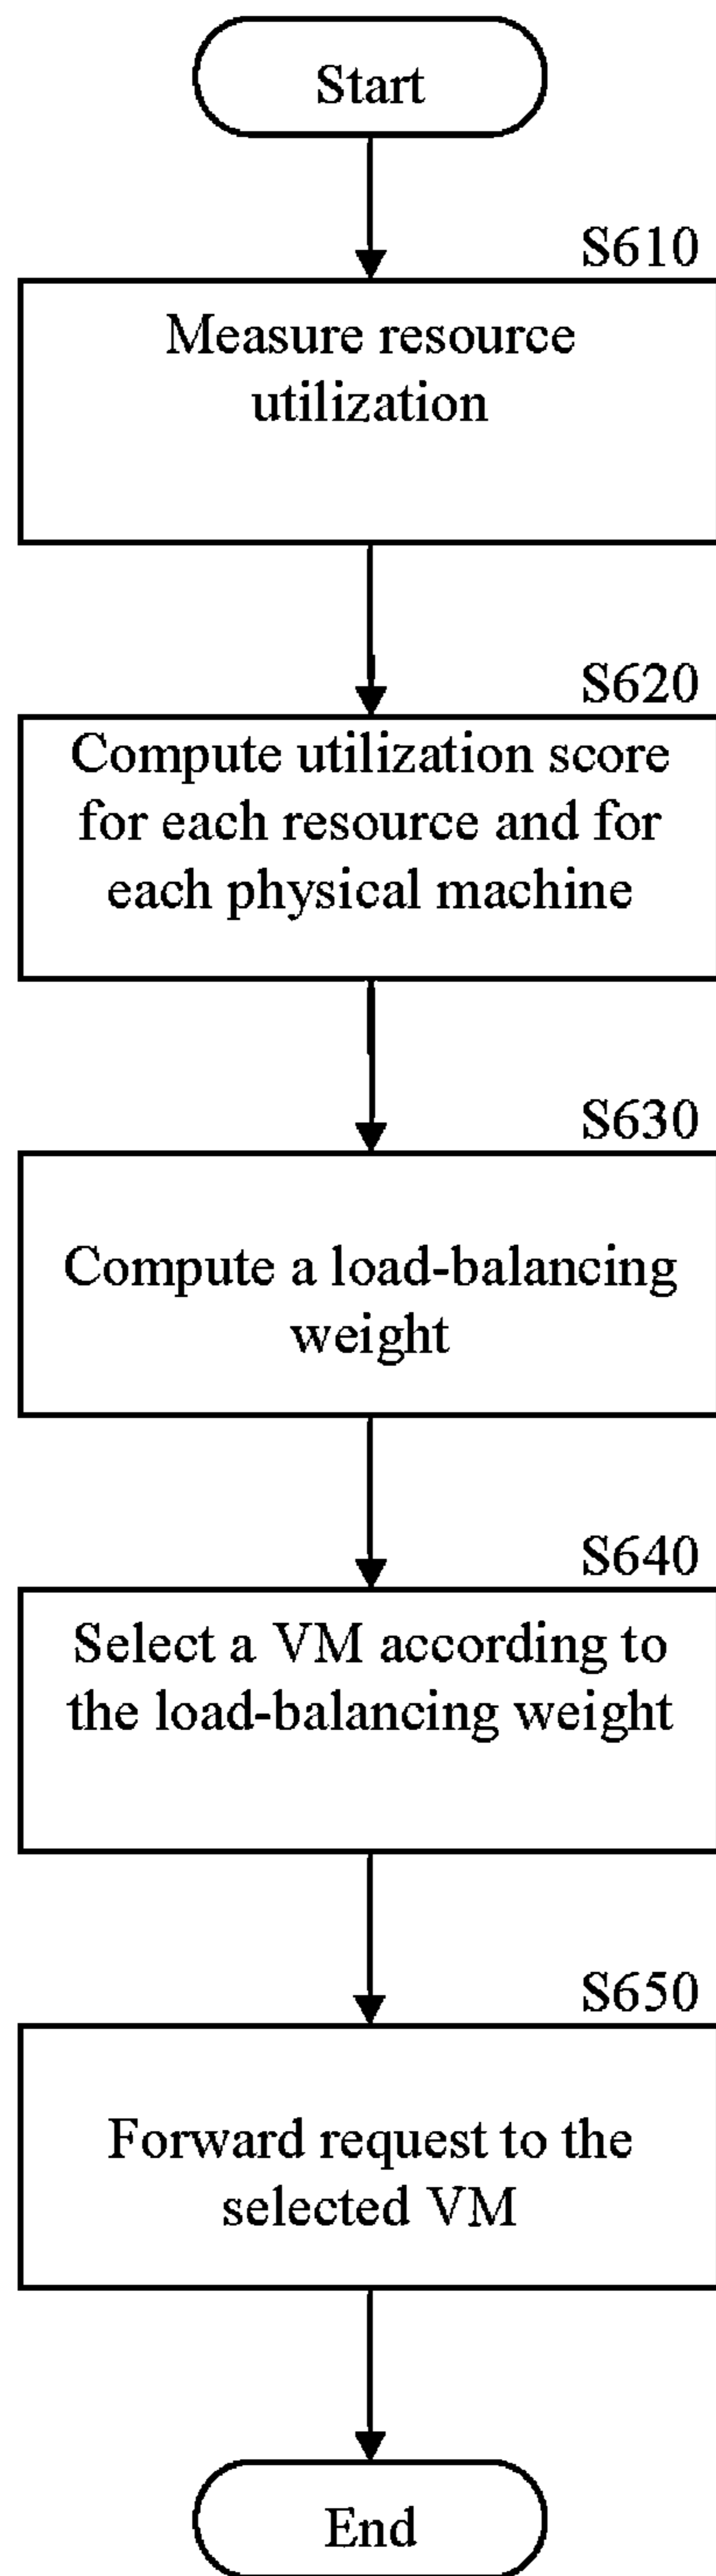 Start
S610
Measure resource
utilization
S620
Compute utilization score
for each resource and for
each physical machine
S630
Compute a load-balancing
weight
S640
Select a VM according to
the load-balancing weight
S650
Forward request to the
selected VM
End